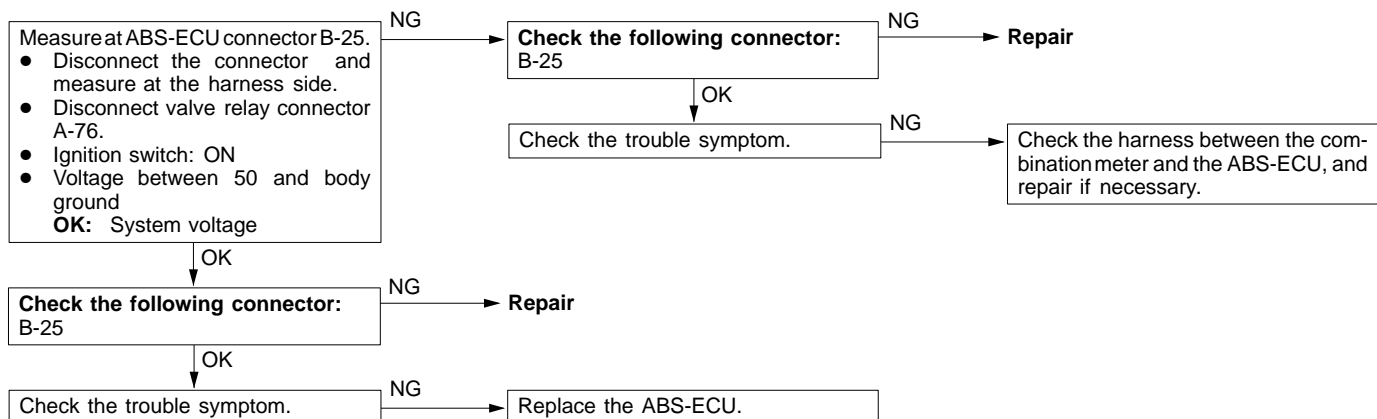 Measure at ABS-ECU connector B-25.
● Disconnect the connector and
measure at the harness side.
● Disconnect valve relay connector
A-76.
● Ignition switch: ON
● Voltage between 50 and body
ground
OK: System voltage
NG
Check the following connector:
B-25
NG
Repair
OK
Check the trouble symptom.
NG
Check the harness between the com-
bination meter and the ABS-ECU, and
repair if necessary.
OK
Check the following connector:
B-25
NG
Repair
OK
Check the trouble symptom.
NG
Replace the ABS-ECU.